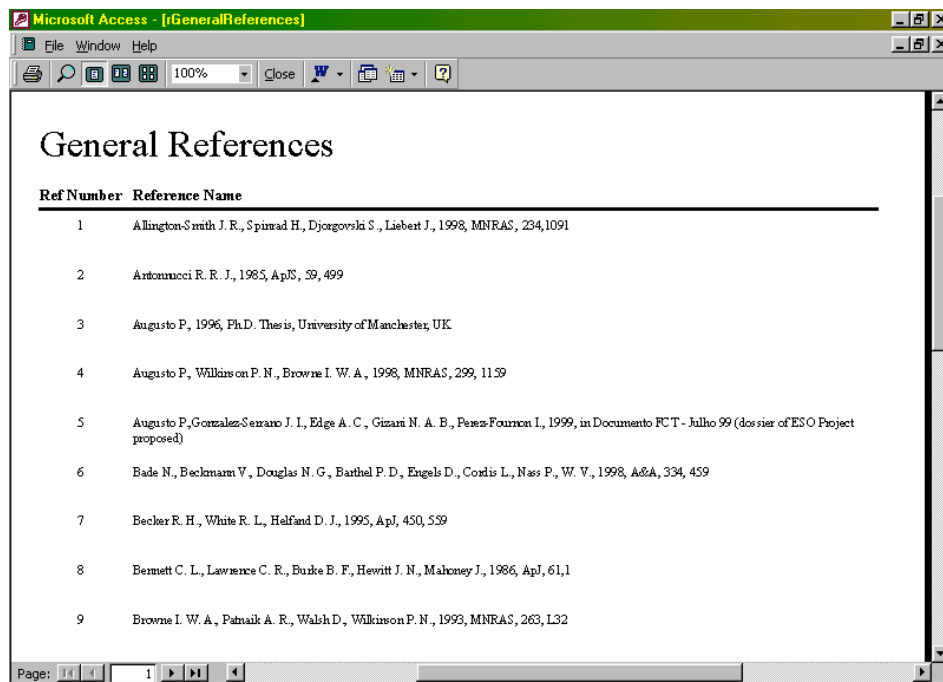 Microsoft Access - [rGeneralReferences]
File Window Help
100% Close
General References
Ref Number Reference Name
1 Allington-Smith J. R., Spinrad H., Djorgovski S., Liebert J., 1998, MNRAS, 234,1091
2 Antonnucci R. R. J., 1985, ApJS, 59, 499
3 Augusto P., 1996, Ph.D. Thesis, University of Manchester, UK
4 Augusto P., Wilkinson P. N., Browne I. W. A., 1998, MNRAS, 299, 1159
5 Augusto P.,Gonzalez-Serrano J. I., Edge A. C., Gizani N. A. B., Perez-Fournon I., 1999, in Documento FCT - Julho 99 (dossier of ESO Project
proposed)
6 Bade N., Beckmann V., Douglas N. G., Barthel P. D., Engels D., Cordis L., Nass P., W. V., 1998, A&A, 334, 459
7 Becker R. H., White R. L., Helfand D. J., 1995, ApJ, 450, 559
8 Bennett C. L., Lawrence C. R., Burke B. F., Hewitt J. N., Mahoney J., 1986, ApJ, 61,1
9 Browne I. W. A., Patnaik A. R., Walsh D., Wilkinson P. N., 1993, MNRAS, 263, L32
Page: 1